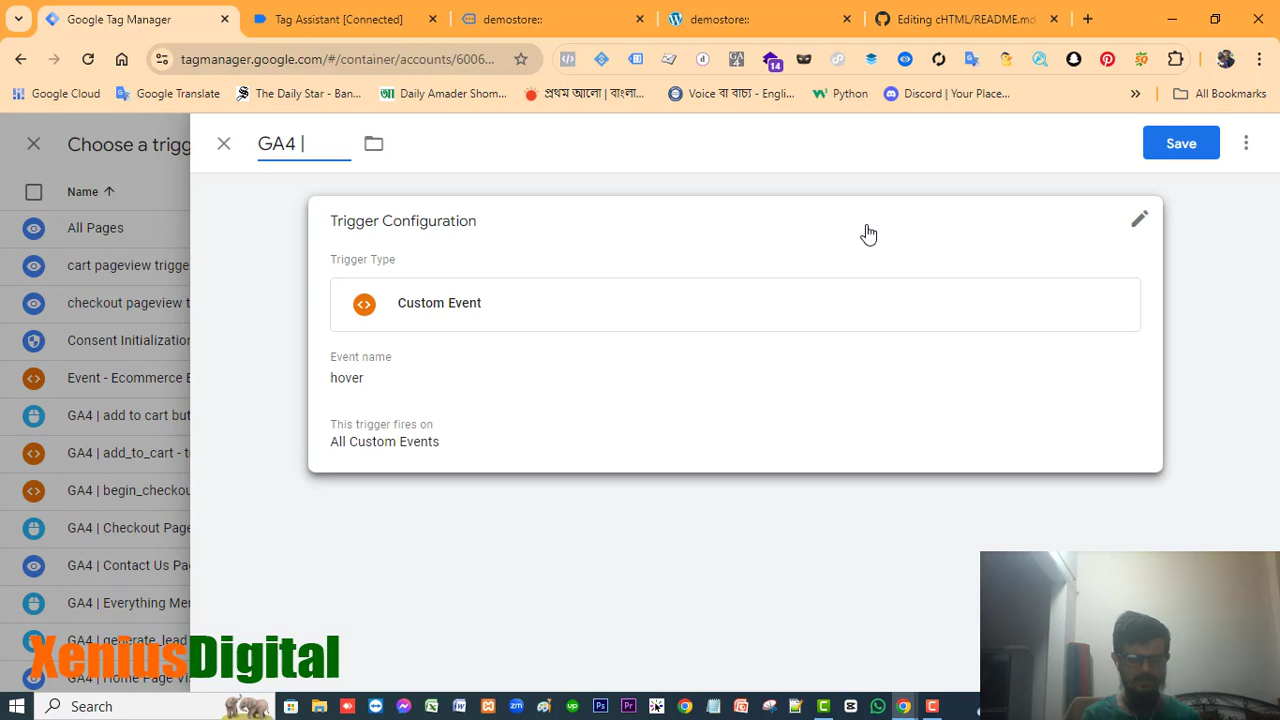 Google Tag Manager
Tag Assistant [Connected]
demostore::
demostore::
Editing cHTML/README.md
tagmanager.google.com/#/container/accounts/6006...
14
Google Cloud
Google Translate
The Daily Star - Ban...
Daily Amader Shom...
প্রথম আলো | বাংলা...
Voice বা বাচ্য - Engli...
Python
Discord | Your Place...
All Bookmarks
Choose a trigg
GA4 |
Save
Name
All Pages
cart pageview trigge
checkout pageview t
Consent Initialization
Event - Ecommerce E
GA4 | add to cart but
GA4 | add_to_cart - t
GA4 | begin_checkou
GA4 | Checkout Page
GA4 | Contact Us Pa
GA4 | Everything Mer
GA4 | generate_lead
GA4 | Home Page Vi
Trigger Configuration
Trigger Type
Custom Event
Event name
hover
This trigger fires on
All Custom Events
XeniusDigital
Search